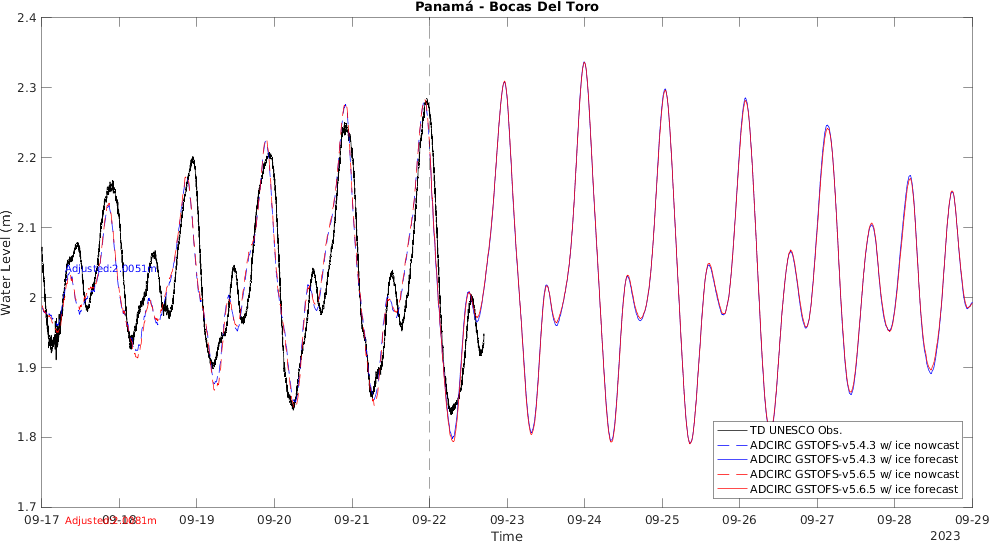 Panamá - Bocas Del Toro
2.4
2.3
2.2
2.1
2
1.9
1.8
1.7
Water Level (m)
Adjusted:2.0051m
TD UNESCO Obs.
ADCIRC GSTOFS-v5.4.3 w/ ice nowcast
ADCIRC GSTOFS-v5.4.3 w/ ice forecast
ADCIRC GSTOFS-v5.6.5 w/ ice nowcast
ADCIRC GSTOFS-v5.6.5 w/ ice forecast
09-17 09-18 09-19 09-20 09-21 09-22 09-23 09-24 09-25 09-26 09-27 09-28 09-29
Time
2023